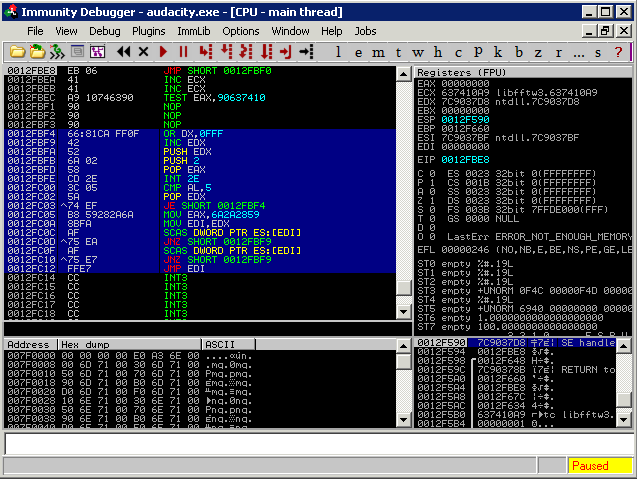 Immunity Debugger - audacity.exe - [CPU - main thread]
File View Debug Plugins ImmLib Options Window Help Jobs
l e m t w h c p k b z r ... s ?
0012FBE8 EB 06 JMP SHORT 0012FBF0
0012FBEA 41 INC ECX
0012FBEB 41 INC ECX
0012FBEC A9 10746390 TEST EAX,90637410
0012FBF1 90 NOP
0012FBF2 90 NOP
0012FBF3 90 NOP
0012FBF4 66:81CA FF0F OR DX,0FFF
0012FBF9 42 INC EDX
0012FBFA 52 PUSH EDX
0012FBFB 6A 02 PUSH 2
0012FBFD 58 POP EAX
0012FBFE CD 2E INT 2E
0012FC00 3C 05 CMP AL,5
0012FC02 5A POP EDX
0012FC03 ^74 EF JE SHORT 0012FBF4
0012FC05 B8 59282A6A MOV EAX,6A2A2859
0012FC0A 8BFA MOV EDI,EDX
0012FC0C AF SCAS DWORD PTR ES:[EDI]
0012FC0D ^75 EA JNZ SHORT 0012FBF9
0012FC0F AF SCAS DWORD PTR ES:[EDI]
0012FC10 ^75 E7 JNZ SHORT 0012FBF9
0012FC12 FFE7 JMP EDI
0012FC14 CC INT3
0012FC15 CC INT3
0012FC16 CC INT3
0012FC17 CC INT3
0012FC18 CC INT3
Registers (FPU)
EAX 00000000
ECX 637410A9 libfftw3.637410A9
EDX 7C9037D8 ntdll.7C9037D8
EBX 00000000
ESP 0012F590
EBP 0012F660
ESI 7C9037BF ntdll.7C9037BF
EDI 00000000
EIP 0012FBE8
C 0 ES 0023 32bit 0(FFFFFFFF)
P 1 CS 001B 32bit 0(FFFFFFFF)
A 0 SS 0023 32bit 0(FFFFFFFF)
Z 1 DS 0023 32bit 0(FFFFFFFF)
S 0 FS 003B 32bit 7FFDE000(FFF)
T 0 GS 0000 NULL
D 0
O 0 LastErr ERROR_NOT_ENOUGH_MEMORY
EFL 00000246 (NO,NB,E,BE,NS,PE,GE,LE
ST0 empty %#.19L
ST1 empty %#.19L
ST2 empty %#.19L
ST3 empty +UNORM 0F4C 00000F4D 0000
ST4 empty %#.19L
ST5 empty +UNORM 6940 00000000 0000
ST6 empty 1.0000000000000000000
ST7 empty 100.00000000000000000
Address Hex dump ASCII
007F0000 00 00 00 00 E0 A3 6E 00
007F0008 00 6D 71 00 30 6D 71 00 .mq.0mq.
007F0010 50 6D 71 00 70 6D 71 00 Pmq.pmq.
007F0018 90 6D 71 00 B0 6D 71 00
007F0020 D0 6D 71 00 F0 6D 71 00
007F0028 10 6E 71 00 30 6E 71 00
007F0030 50 6E 71 00 70 6E 71 00 Pnq.pnq.
007F0038 90 6E 71 00 B0 6E 71 00
007F0040 D0 6E 71 00 F0 6E 71 00
0012F590 7C9037D8 SE handle
0012F594 0012FBE8
0012F598 0012F648
0012F59C 7C90378B RETURN to
0012F5A0 0012F660
0012F5A4 0012FBE8
0012F5A8 0012F67C
0012F5AC 0012F634
0012F5B0 637410A9 libfftw3.
0012F5B4 00000001
Paused